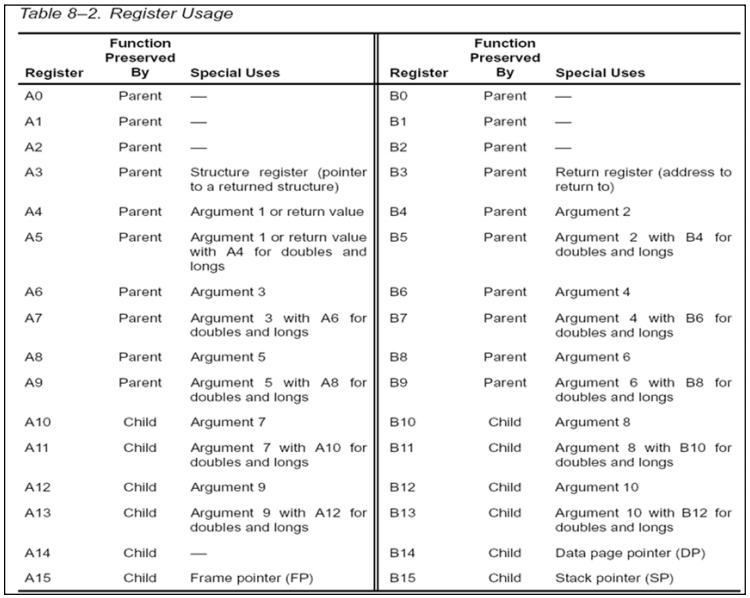 Table 8–2. Register Usage
Function
Preserved
Register By Special Uses
Function
Preserved
Register By Special Uses
A0 Parent —
B0 Parent —
A1 Parent —
B1 Parent —
A2 Parent —
B2 Parent —
A3 Parent Structure register (pointer
to a returned structure)
B3 Parent Return register (address to
return to)
A4 Parent Argument 1 or return value
B4 Parent Argument 2
A5 Parent Argument 1 or return value
with A4 for doubles and
longs
B5 Parent Argument 2 with B4 for
doubles and longs
A6 Parent Argument 3
B6 Parent Argument 4
A7 Parent Argument 3 with A6 for
doubles and longs
B7 Parent Argument 4 with B6 for
doubles and longs
A8 Parent Argument 5
B8 Parent Argument 6
A9 Parent Argument 5 with A8 for
doubles and longs
B9 Parent Argument 6 with B8 for
doubles and longs
A10 Child Argument 7
B10 Child Argument 8
A11 Child Argument 7 with A10 for
doubles and longs
B11 Child Argument 8 with B10 for
doubles and longs
A12 Child Argument 9
B12 Child Argument 10
A13 Child Argument 9 with A12 for
doubles and longs
B13 Child Argument 10 with B12 for
doubles and longs
A14 Child —
B14 Child Data page pointer (DP)
A15 Child Frame pointer (FP)
B15 Child Stack pointer (SP)